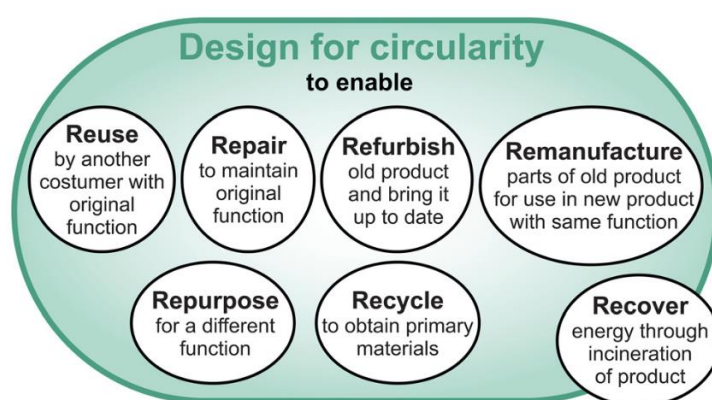 Design for circularity
to enable
Reuse
by another
costumer with
original
function
Repair
to maintain
original
function
Refurbish
old product
and bring it
up to date
Remanufacture
parts of old product
for use in new product
with same function
Repurpose
for a different
function
Recycle
to obtain primary
materials
Recover
energy through
incineration
of product